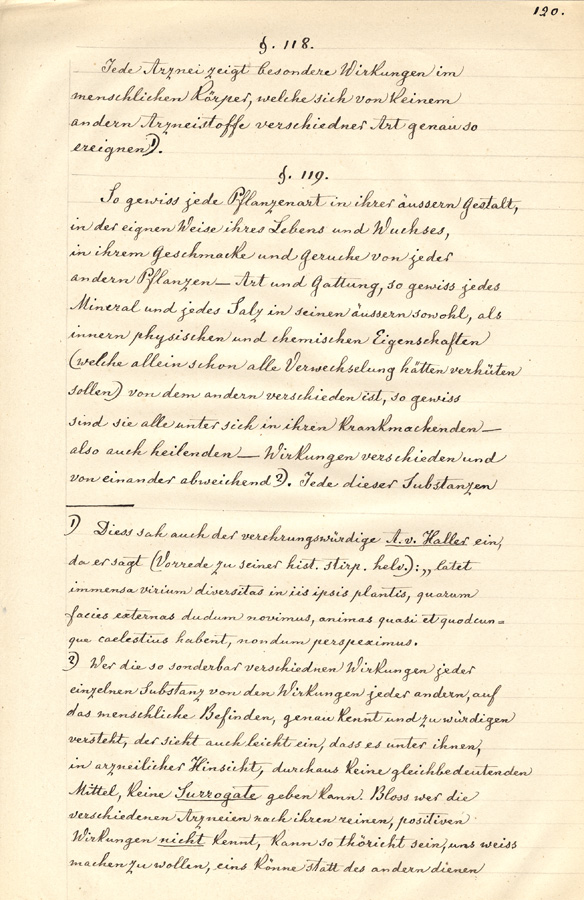 120.
§. 118.
Jede Arznei zeigt besondere Wirkungen im
menschlichen Körper, welche sich von keinem
andern Arzneistoffe verschiedner Art genau so
ereignen 1).
§. 119.
So gewiss jede Pflanzenart in ihrer äussern Gestalt,
in der eignen Weise ihres Lebens und Wuchses,
in ihrem Geschmacke und Geruche von jeder
andern Pflanzen — Art und Gattung, so gewiss jedes
Mineral und jedes Salz in seinen äussern sowohl, als
innern physischen und chemischen Eigenschaften
(welche allein schon alle Verwechselung hätten verhüten
sollen) von dem andern verschieden ist, so gewiss
sind sie alle unter sich in ihren krankmachenden —
also auch heilenden — Wirkungen verschieden und
von einander abweichend 2). Jede dieser Substanzen
1) Diess sah auch der verehrungswürdige A. v. Haller ein,
da er sagt (Vorrede zu seiner hist. stirp. helv.): „latet
immensa virium diversitas in iis ipsis plantis, quarum
facies externas dudum novimus, animas quasi et quodcun=
que caelestius habent, nondum perspeximus.
2) Wer die so sonderbar verschiednen Wirkungen jeder
einzelnen Substanz von den Wirkungen jeder andern, auf
das menschliche Befinden, genau kennt und zu würdigen
versteht, der sieht auch leicht ein, dass es unter ihnen,
in arzneilicher Hinsicht, durchaus keine gleichbedeutenden
Mittel, keine Surrogate geben kann. Bloss wer die
verschiedenen Arzneien nach ihren reinen, positiven
Wirkungen nicht kennt, kann so thöricht sein, uns weiss
machen zu wollen, eins könne statt des andern dienen